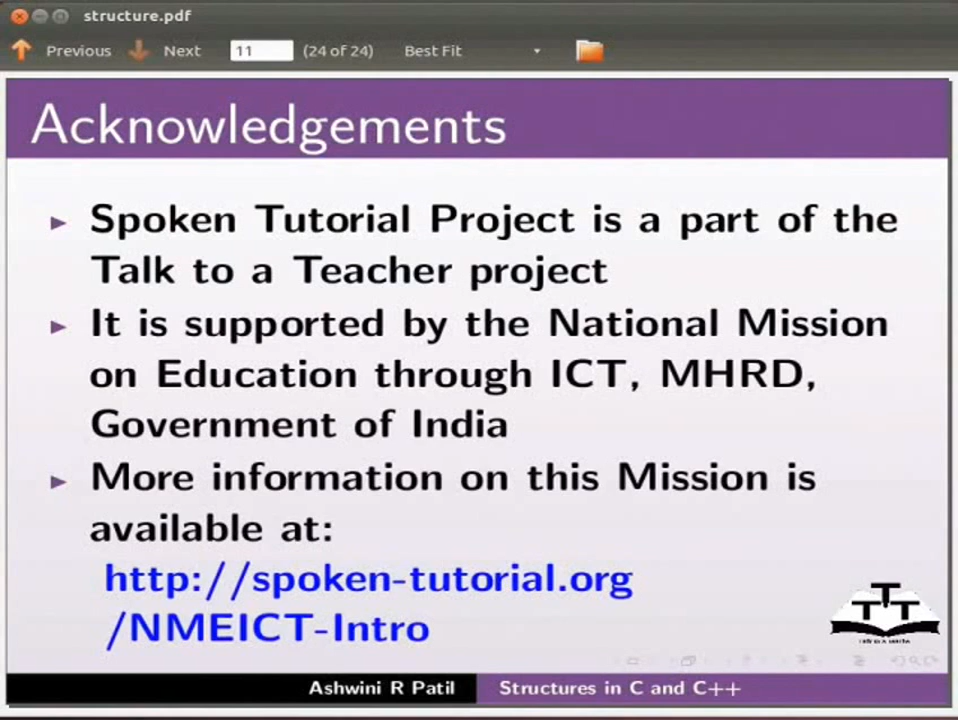 structure.pdf
Previous Next 11 (24 of 24) Best Fit
Acknowledgements
Spoken Tutorial Project is a part of the
Talk to a Teacher project
It is supported by the National Mission
on Education through ICT, MHRD,
Government of India
More information on this Mission is
available at:
http://spoken-tutorial.org
/NMEICT-Intro
TTT
Ashwini R Patil Structures in C and C++